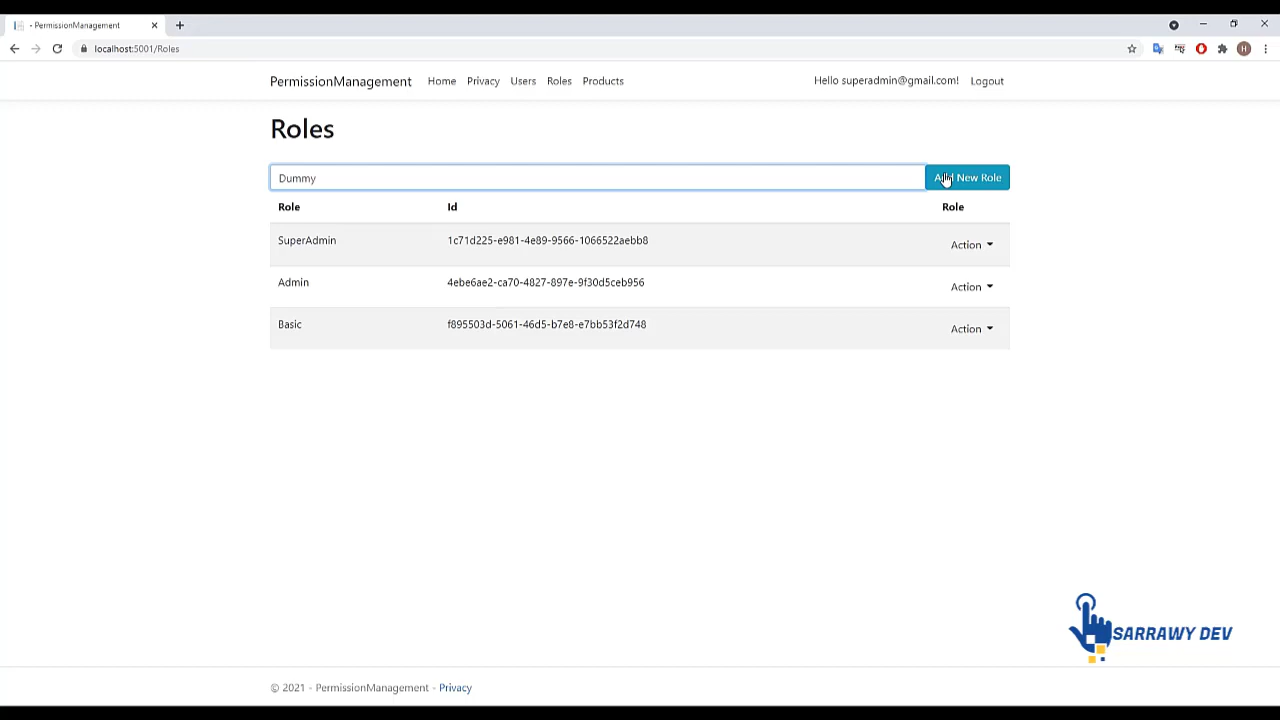 - PermissionManagement
localhost:5001/Roles
PermissionManagement Home Privacy Users Roles Products Hello superadmin@gmail.com! Logout
Roles
Dummy Add New Role
Role Id Role
SuperAdmin 1c71d225-e981-4e89-9566-1066522aebb8 Action
Admin 4ebe6ae2-ca70-4827-897e-9f30d5ceb956 Action
Basic f895503d-5061-46d5-b7e8-e7bb53f2d748 Action
SARRAWY DEV
© 2021 - PermissionManagement - Privacy